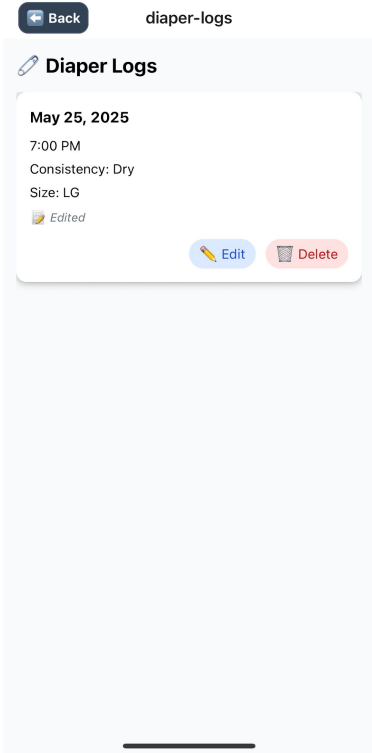 Back
diaper-logs
Diaper Logs
May 25, 2025
7:00 PM
Consistency: Dry
Size: LG
Edited
Edit
Delete